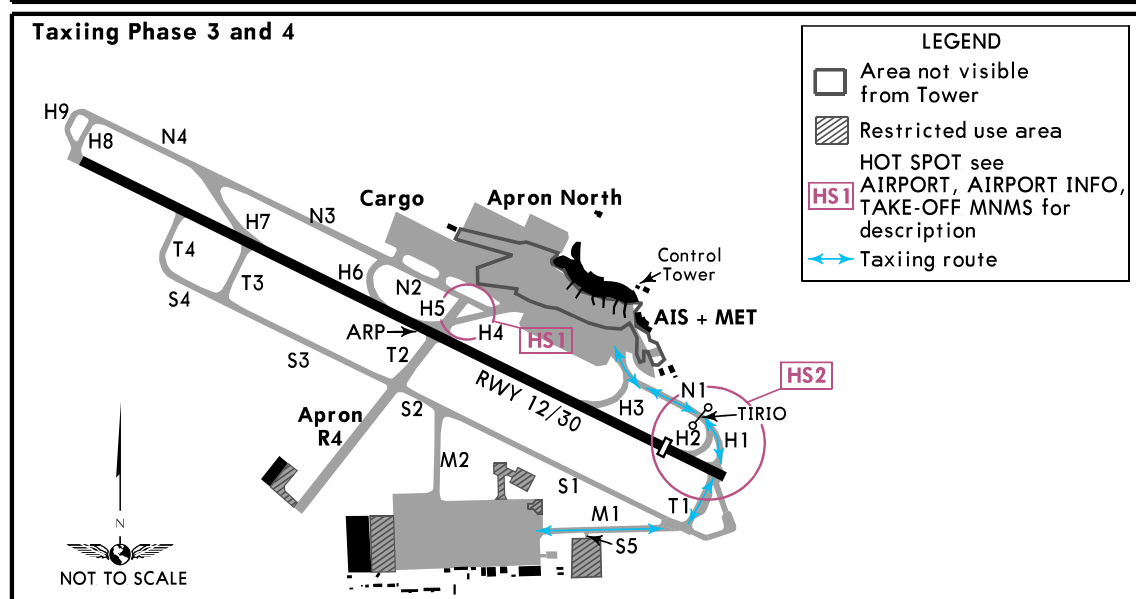 Taxiing Phase 3 and 4
LEGEND
Area not visible
from Tower
Restricted use area
HOT SPOT see
HS1
AIRPORT, AIRPORT INFO,
TAKE-OFF MNMS for
description
Taxiing route
H9
H8
N4
Cargo
Apron North
N3
H7
Control
Tower
T4
H6
N2
T3
H5
S4
AIS + MET
ARP
H4
HS1
T2
S3
HS2
RWY 12/30
N1
S2
H3
TIRIO
Apron
R4
H2
H1
M2
S1
T1
M1
S5
N
NOT TO SCALE